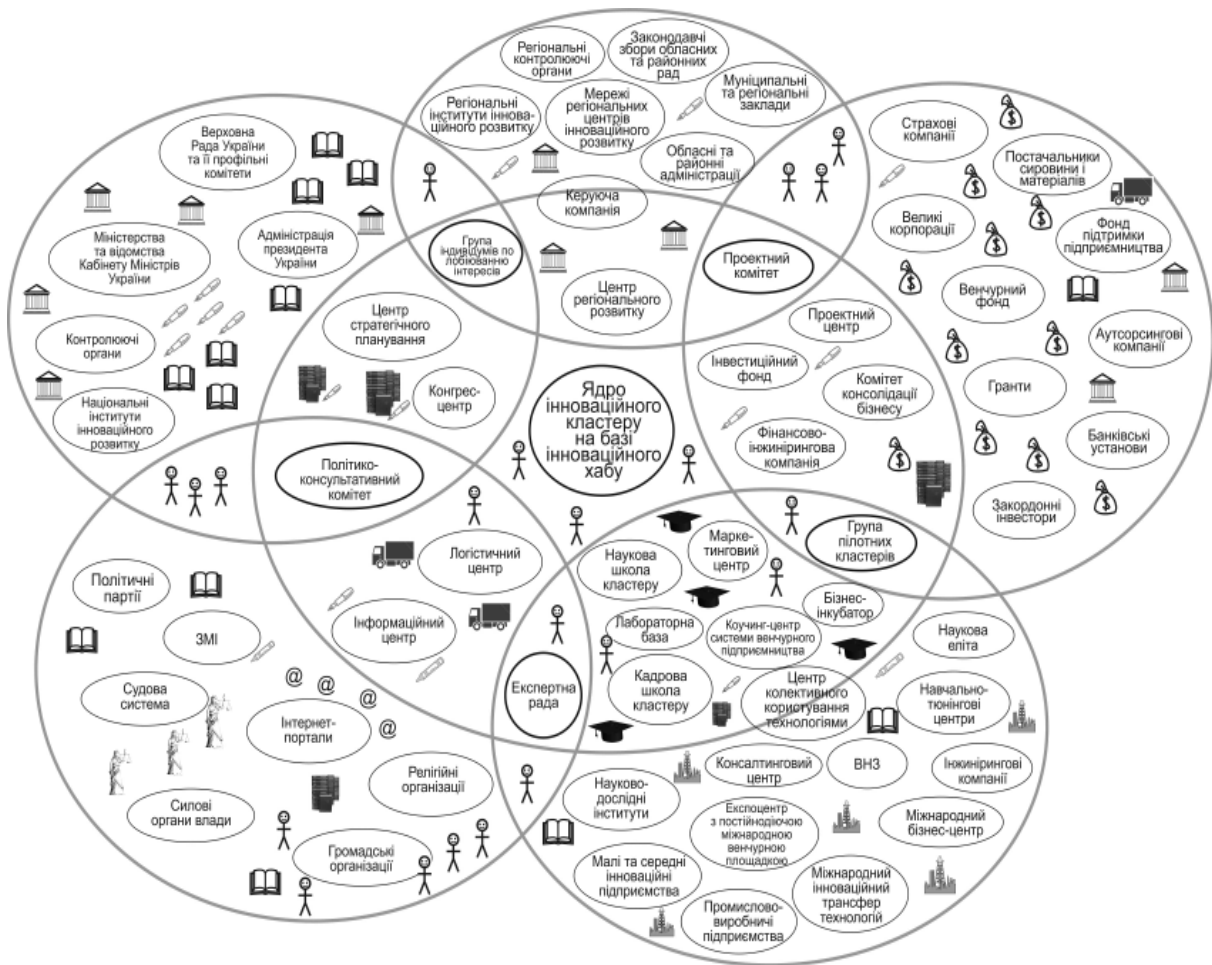 Регіональні
контролюючі
органи
Законодавчі
збори обласних
та районних
рад
Муніципальні
та регіональні
заклади
Регіональні
інститути іннова-
ційного розвитку
Мережі
регіональних
центрів
інноваційного
розвитку
Обласні та
районні
адміністрації
Керуюча
компанія
Центр
регіонального
розвитку
Верховна
Рада України
та її профільні
комітети
Міністерства
та відомства
Кабінету Міністрів
України
Адміністрація
президента
України
Контролюючі
органи
Національні
інститути
інноваційного
розвитку
Група
індивідумів по
лобіюванню
інтересів
Проектний
комітет
Страхові
компанії
Постачальники
сировини і
матеріалів
Великі
корпорації
Фонд
підтримки
підприємництва
Венчурний
фонд
Аутсорсингові
компанії
Гранти
Банківські
установи
Закордонні
інвестори
Центр
стратегічного
планування
Конгрес-
центр
Проектний
центр
Інвестиційний
фонд
Комітет
консолідації
бізнесу
Фінансово-
інжинірингова
компанія
Ядро
інноваційного
кластеру
на базі
інноваційного
хабу
Політико-
консультативний
комітет
Група
пілотних
кластерів
Логістичний
центр
Інформаційний
центр
Експертна
рада
Політичні
партії
ЗМІ
Судова
система
@
@
@
@
Інтернет-
портали
Релігійні
організації
Силові
органи влади
Громадські
організації
Наукова
школа
кластеру
Марке-
тинговий
центр
Бізнес-
інкубатор
Лабораторна
база
Коучинг-центр
системи венчурного
підприємництва
Кадрова
школа
кластеру
Центр
колективного
користування
технологіями
Наукова
еліта
Навчально-
тюнінгові
центри
Консалтинговий
центр
ВНЗ
Інжинірингові
компанії
Науково-
дослідні
інститути
Експоцентр
з постійнодіючою
міжнародною
венчурною
площадкою
Міжнародний
бізнес-центр
Малі та середні
інноваційні
підприємства
Міжнародний
інноваційний
трансфер
технологій
Промислово-
виробничі
підприємства